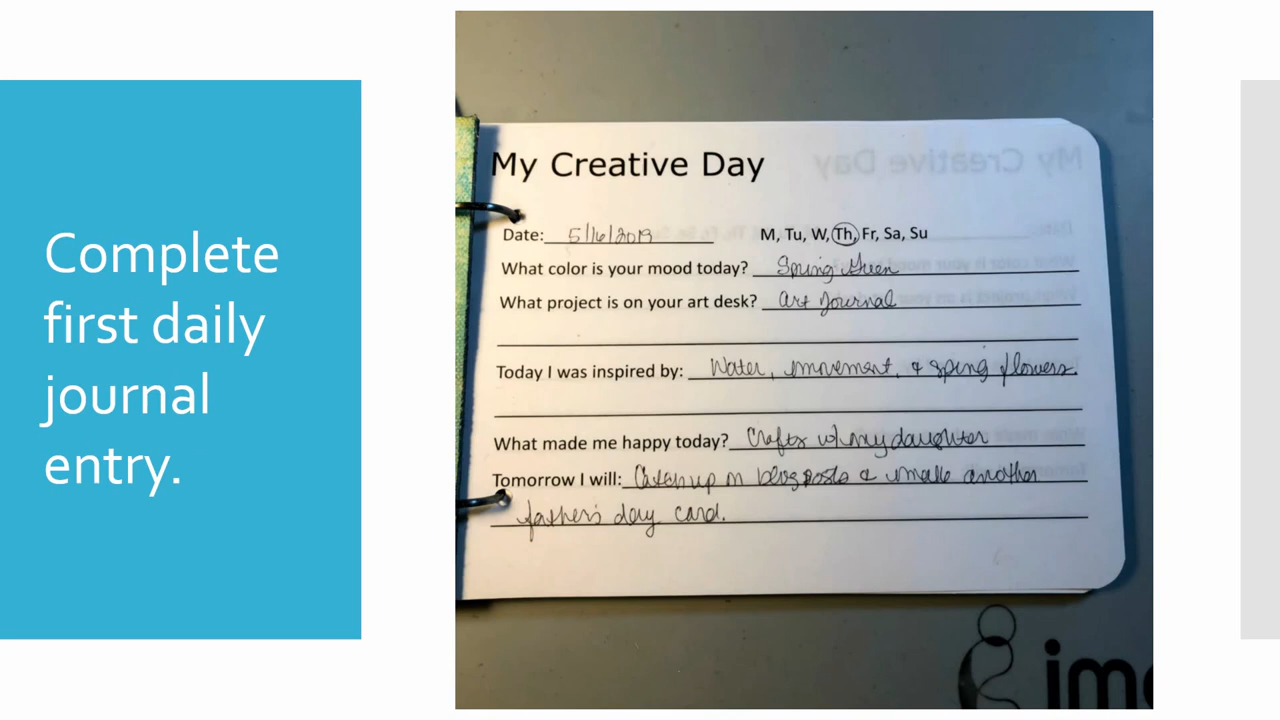 Complete
first daily
journal
entry.
My Creative Day
Date: 5/16/2019 M, Tu, W, Th, Fr, Sa, Su
What color is your mood today? Spring Green
What project is on your art desk? Art Journal
Today I was inspired by: Water, movement, & spring flowers.
What made me happy today? Crafts w/ my daughter
Tomorrow I will: Catch up on blog posts & make another
father's day card.